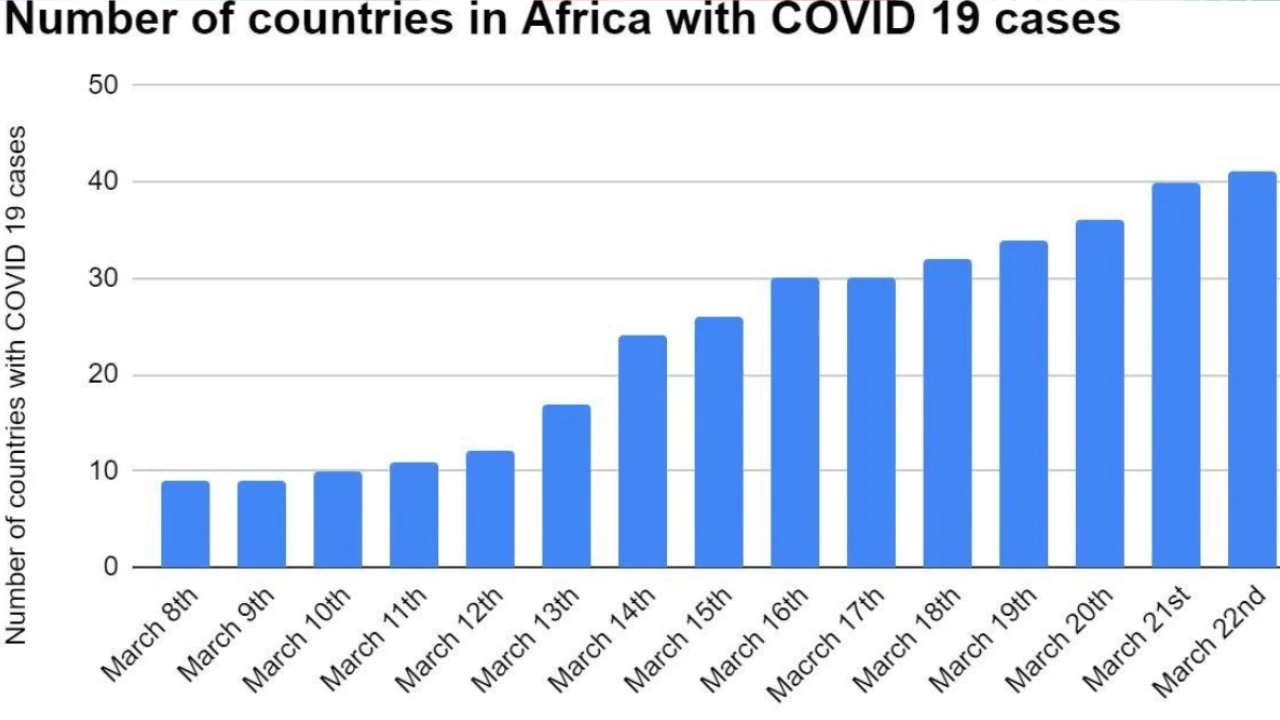 Number of countries in Africa with COVID 19 cases
Number of countries with COVID 19 cases
50
40
30
20
10
0
March 8th
March 9th
March 10th
March 11th
March 12th
March 13th
March 14th
March 15th
March 16th
Macrch 17th
March 18th
March 19th
March 20th
March 21st
March 22nd